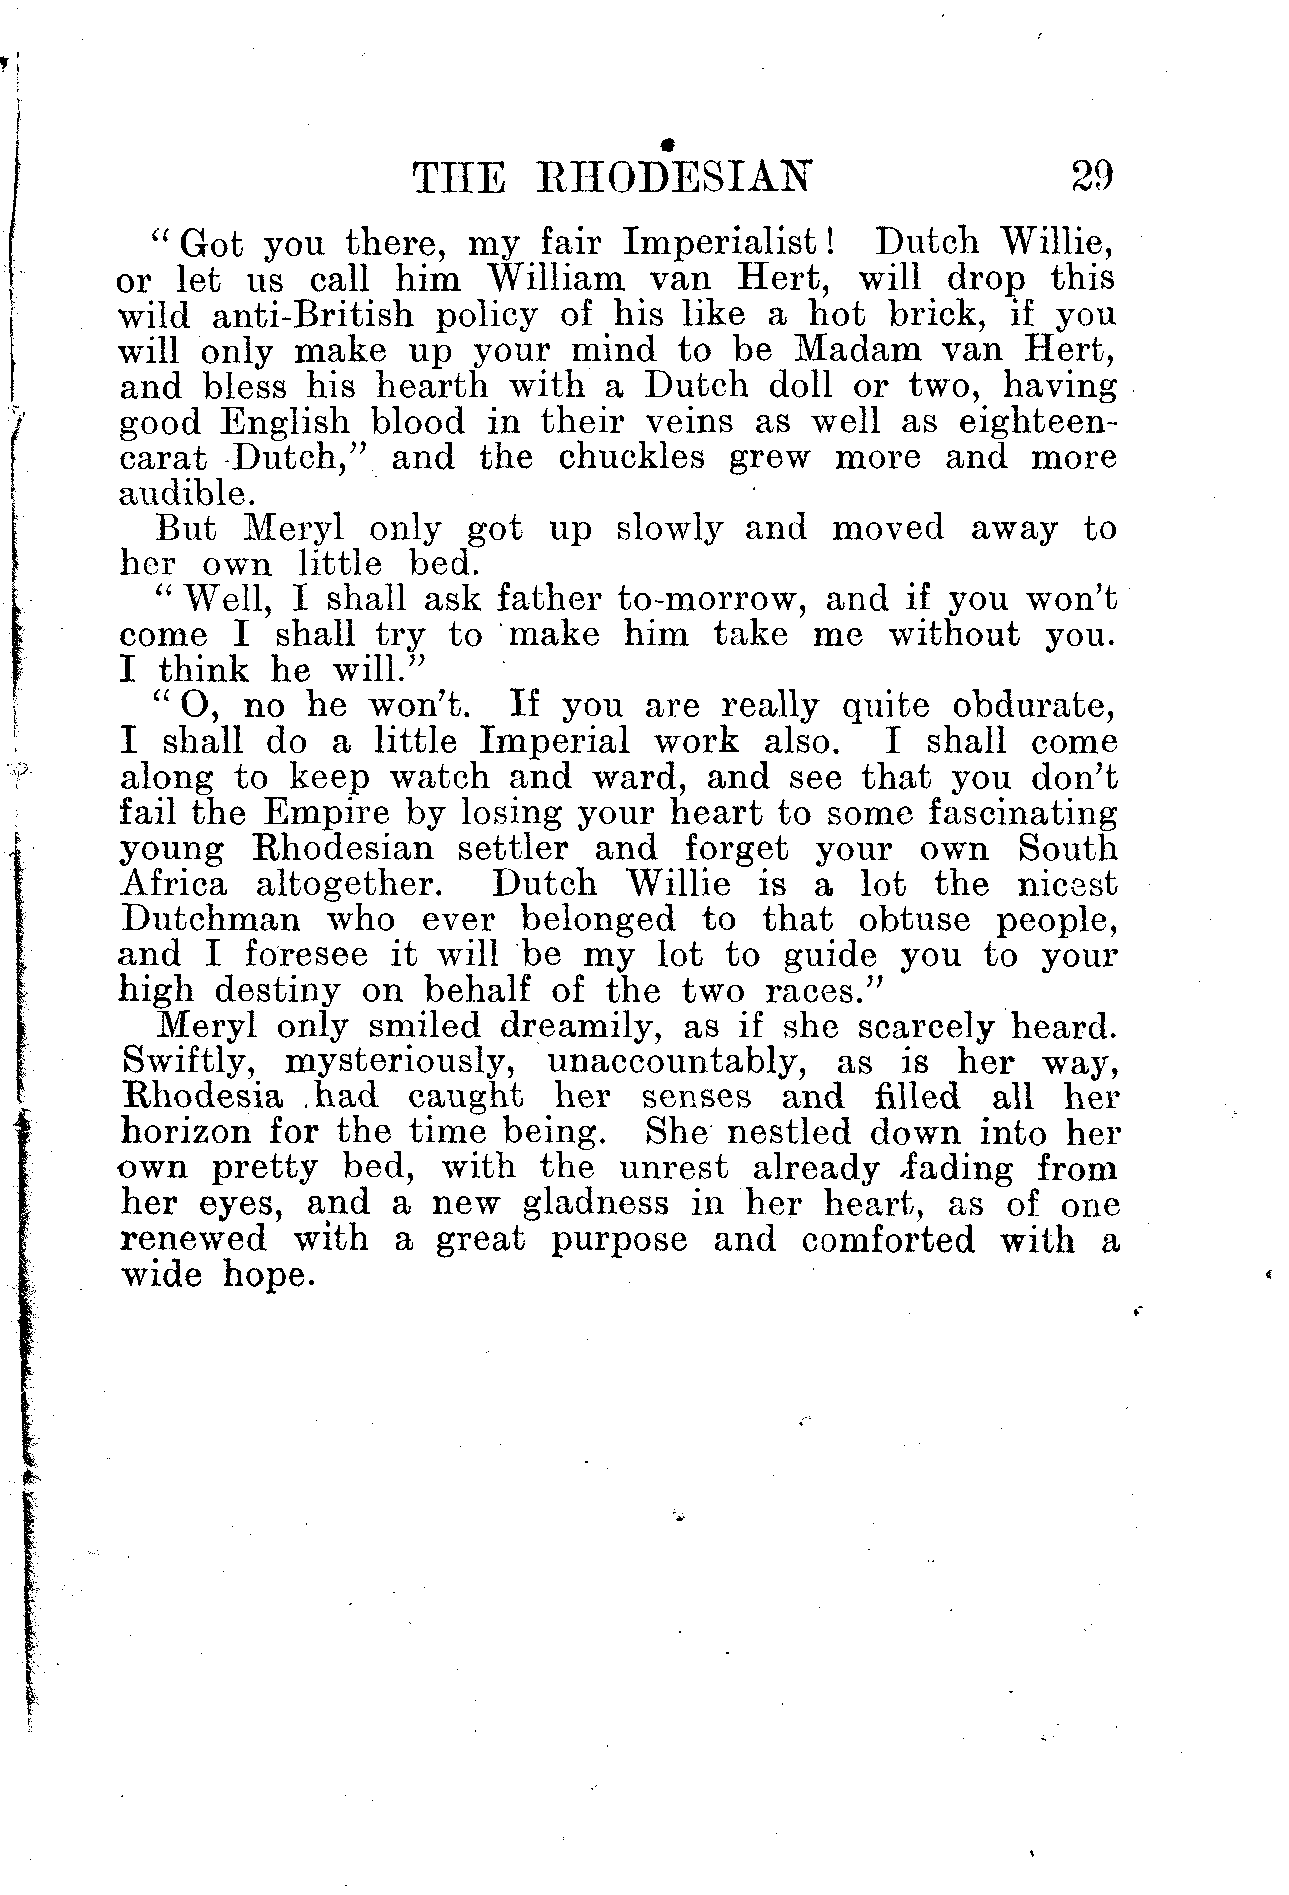 THE RHODESIAN 29
“Got you there, my fair Imperialist! Dutch Willie,
or let us call him William van Hert, will drop this
wild anti-British policy of his like a hot brick, if you
will only make up your mind to be Madam van Hert,
and bless his hearth with a Dutch doll or two, having
good English blood in their veins as well as eighteen-
carat Dutch,” and the chuckles grew more and more
audible.
But Meryl only got up slowly and moved away to
her own little bed.
“Well, I shall ask father to-morrow, and if you won’t
come I shall try to make him take me without you.
I think he will.”
“O, no he won’t. If you are really quite obdurate,
I shall do a little Imperial work also. I shall come
along to keep watch and ward, and see that you don’t
fail the Empire by losing your heart to some fascinating
young Rhodesian settler and forget your own South
Africa altogether. Dutch Willie is a lot the nicest
Dutchman who ever belonged to that obtuse people,
and I foresee it will be my lot to guide you to your
high destiny on behalf of the two races.”
Meryl only smiled dreamily, as if she scarcely heard.
Swiftly, mysteriously, unaccountably, as is her way,
Rhodesia had caught her senses and filled all her
horizon for the time being. She nestled down into her
own pretty bed, with the unrest already fading from
her eyes, and a new gladness in her heart, as of one
renewed with a great purpose and comforted with a
wide hope.